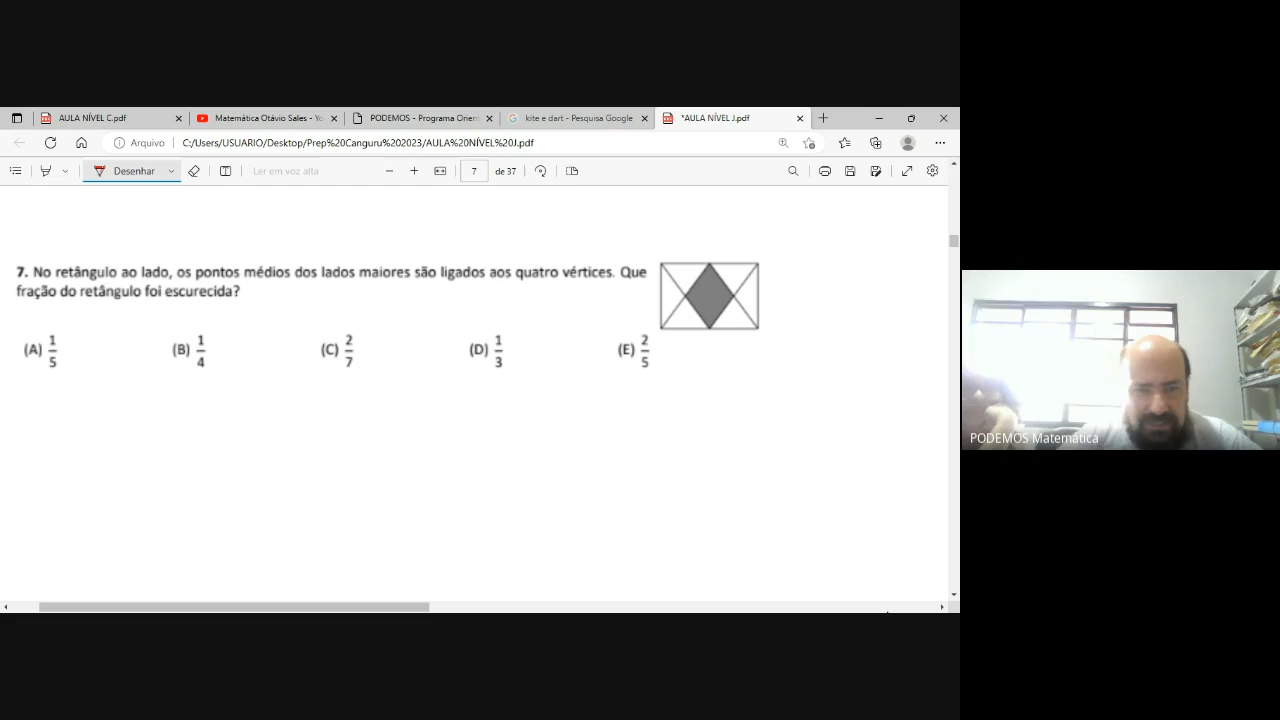 AULA NÍVEL C.pdf
Matemática Otávio Sales - Yo
PODEMOS - Programa Orien
kite e dart - Pesquisa Google
*AULA NÍVEL J.pdf
Arquivo
C:/Users/USUARIO/Desktop/Prep%20Canguru%202023/AULA%20NÍVEL%20J.pdf
Desenhar
Ler em voz alta
7
de 37
7. No retângulo ao lado, os pontos médios dos lados maiores são ligados aos quatro vértices. Que
fração do retângulo foi escurecida?
(A) 1/5 (B) 1/4 (C) 2/7 (D) 1/3 (E) 2/5
PODEMOS Matemática